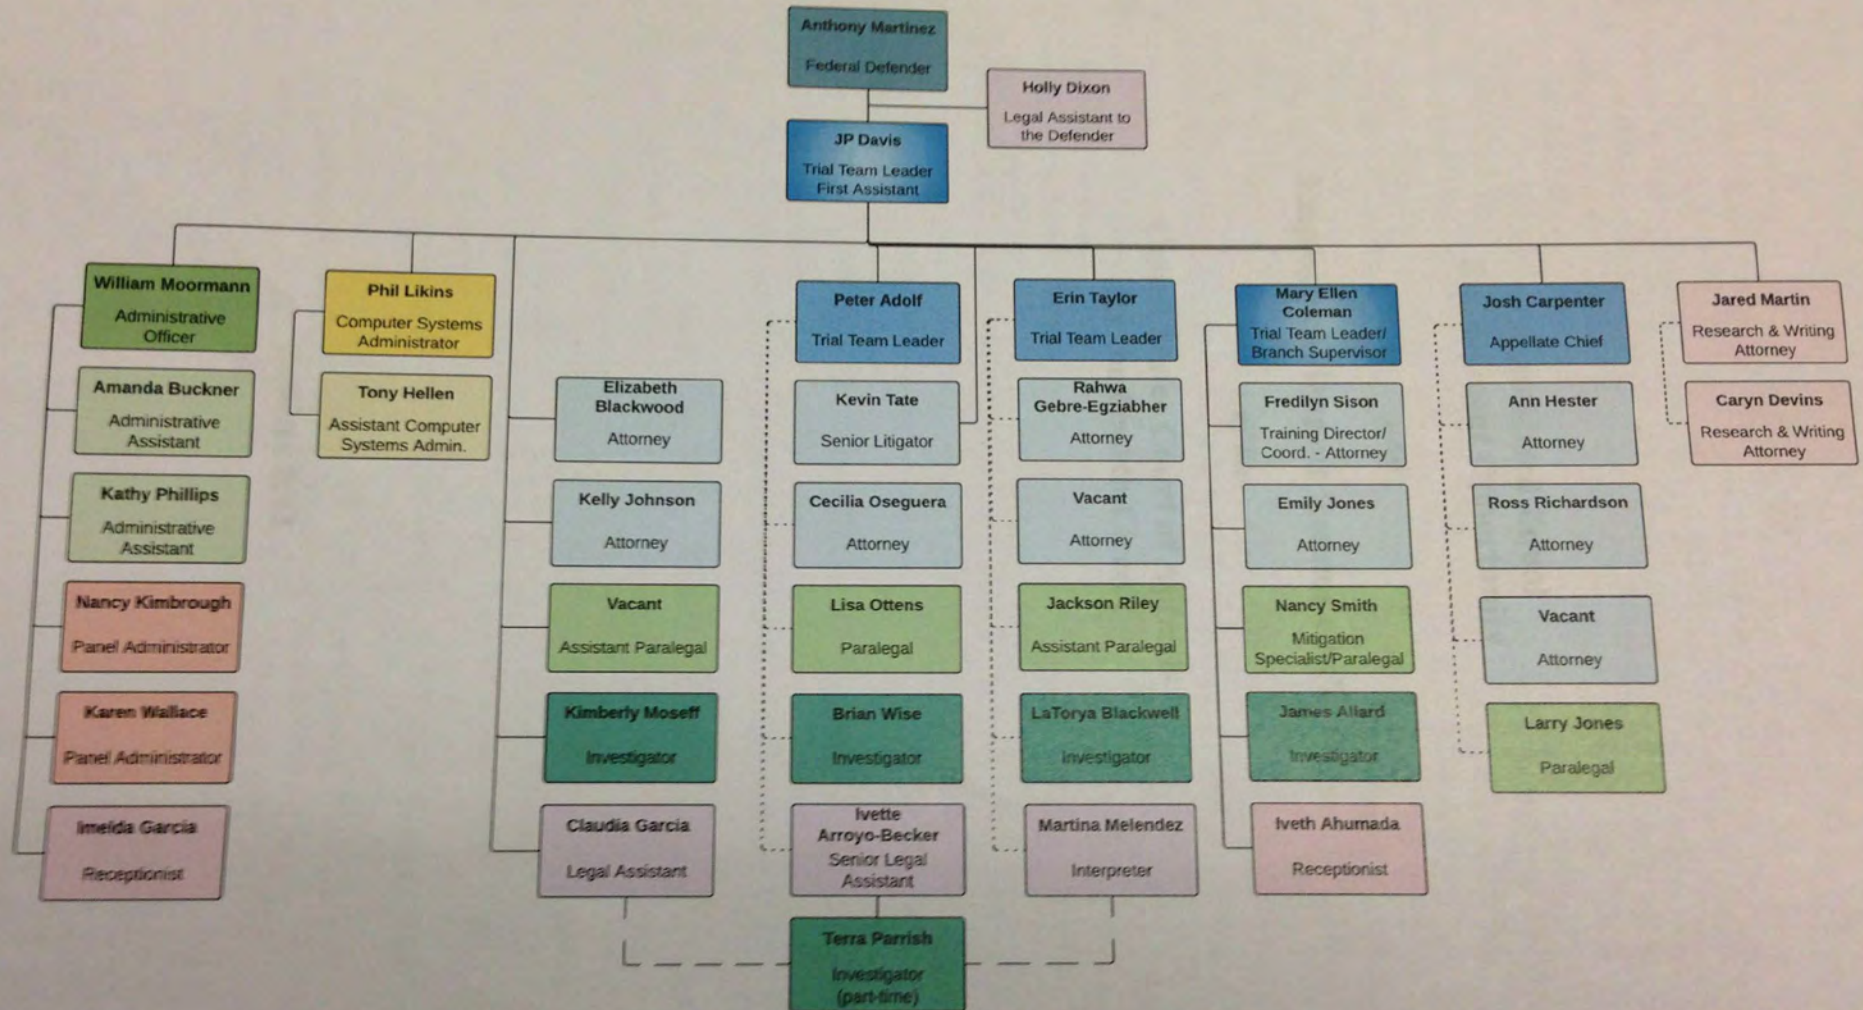 Anthony Martinez
Federal Defender
Holly Dixon
Legal Assistant to
the Defender
JP Davis
Trial Team Leader
First Assistant
William Moormann
Administrative
Officer
Amanda Buckner
Administrative
Assistant
Kathy Phillips
Administrative
Assistant
Nancy Kimbrough
Panel Administrator
Karen Wallace
Panel Administrator
Imelda Garcia
Receptionist
Phil Likins
Computer Systems
Administrator
Tony Hellen
Assistant Computer
Systems Admin.
Elizabeth
Blackwood
Attorney
Kelly Johnson
Attorney
Vacant
Assistant Paralegal
Kimberly Moseff
Investigator
Claudia Garcia
Legal Assistant
Peter Adolf
Trial Team Leader
Kevin Tate
Senior Litigator
Cecilia Oseguera
Attorney
Lisa Ottens
Paralegal
Brian Wise
Investigator
Ivette
Arroyo-Becker
Senior Legal
Assistant
Terra Parrish
Investigator
(part-time)
Erin Taylor
Trial Team Leader
Rahwa
Gebre-Egziabher
Attorney
Vacant
Attorney
Jackson Riley
Assistant Paralegal
LaTorya Blackwell
Investigator
Martina Melendez
Interpreter
Mary Ellen
Coleman
Trial Team Leader/
Branch Supervisor
Fredilyn Sison
Training Director/
Coord. - Attorney
Emily Jones
Attorney
Nancy Smith
Mitigation
Specialist/Paralegal
James Allard
Investigator
Iveth Ahumada
Receptionist
Josh Carpenter
Appellate Chief
Ann Hester
Attorney
Ross Richardson
Attorney
Vacant
Attorney
Larry Jones
Paralegal
Jared Martin
Research & Writing
Attorney
Caryn Devins
Research & Writing
Attorney